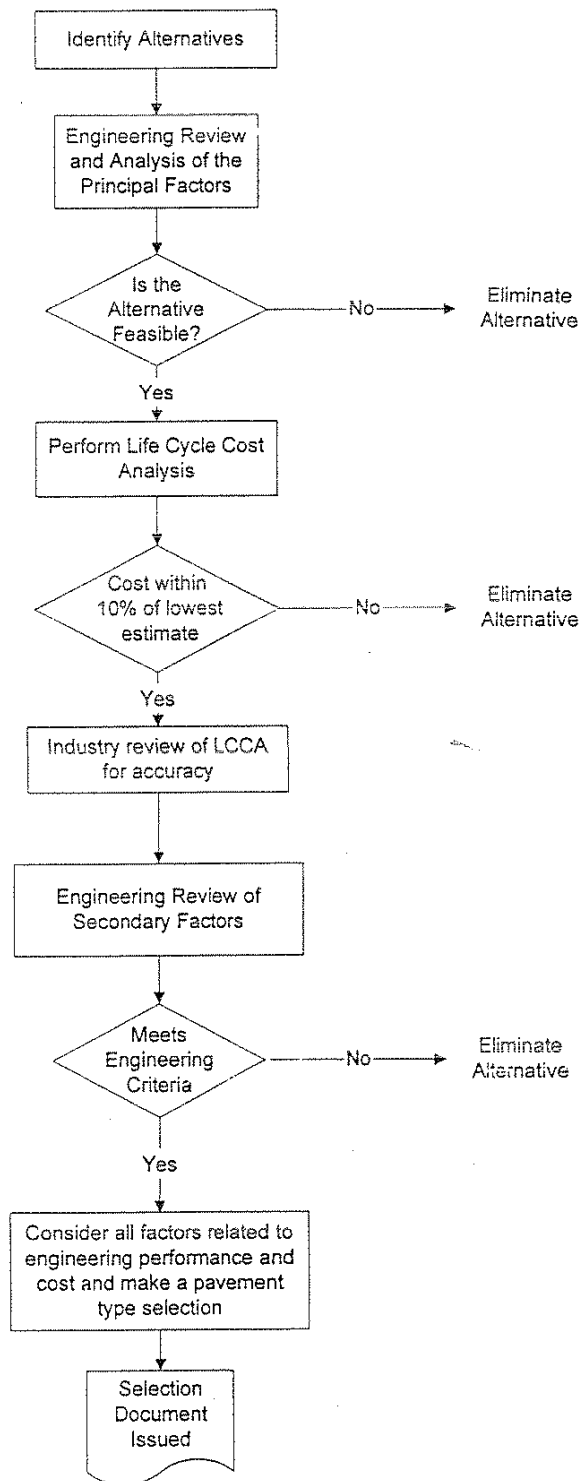 Identify Alternatives
Engineering Review
and Analysis of the
Principal Factors
Is the
Alternative
Feasible?
No
Eliminate
Alternative
Yes
Perform Life Cycle Cost
Analysis
Cost within
10% of lowest
estimate
No
Eliminate
Alternative
Yes
Industry review of LCCA
for accuracy
Engineering Review of
Secondary Factors
Meets
Engineering
Criteria
No
Eliminate
Alternative
Yes
Consider all factors related to
engineering performance and
cost and make a pavement
type selection
Selection
Document
Issued